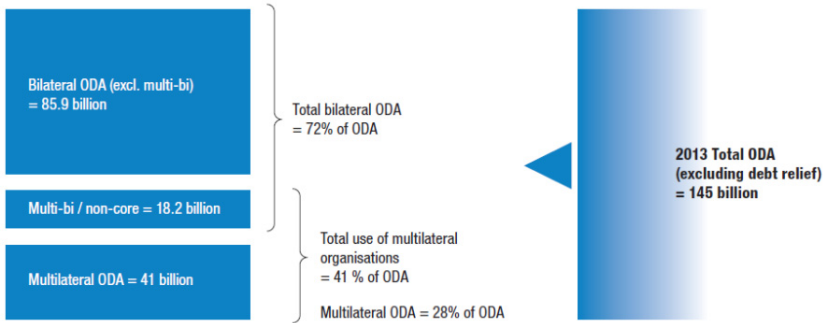 Bilateral ODA (excl. multi-bi)
= 85.9 billion
Total bilateral ODA
= 72% of ODA
Multi-bi / non-core = 18.2 billion
Total use of multilateral
organisations
= 41 % of ODA
Multilateral ODA = 41 billion
Multilateral ODA = 28% of ODA
2013 Total ODA
(excluding debt relief)
= 145 billion